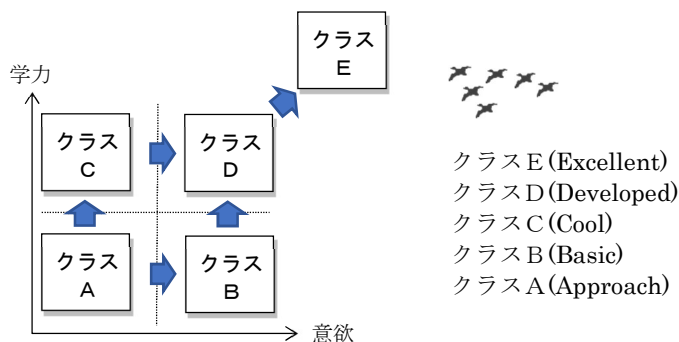 クラス
E
学力
クラス
C
クラス
D
クラス
A
クラス
B
意欲
クラスE(Excellent)
クラスD(Developed)
クラスC(Cool)
クラスB(Basic)
クラスA(Approach)